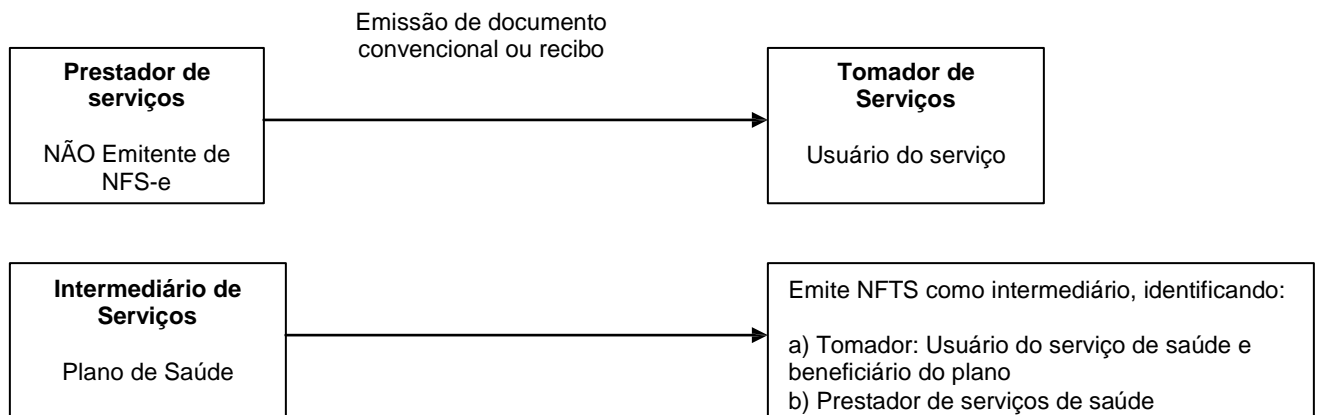 Emissão de documento
convencional ou recibo
Prestador de
serviços
NÃO Emitente de
NFS-e
Tomador de
Serviços
Usuário do serviço
Intermediário de
Serviços
Plano de Saúde
Emite NFTS como intermediário, identificando:
a) Tomador: Usuário do serviço de saúde e
beneficiário do plano
b) Prestador de serviços de saúde